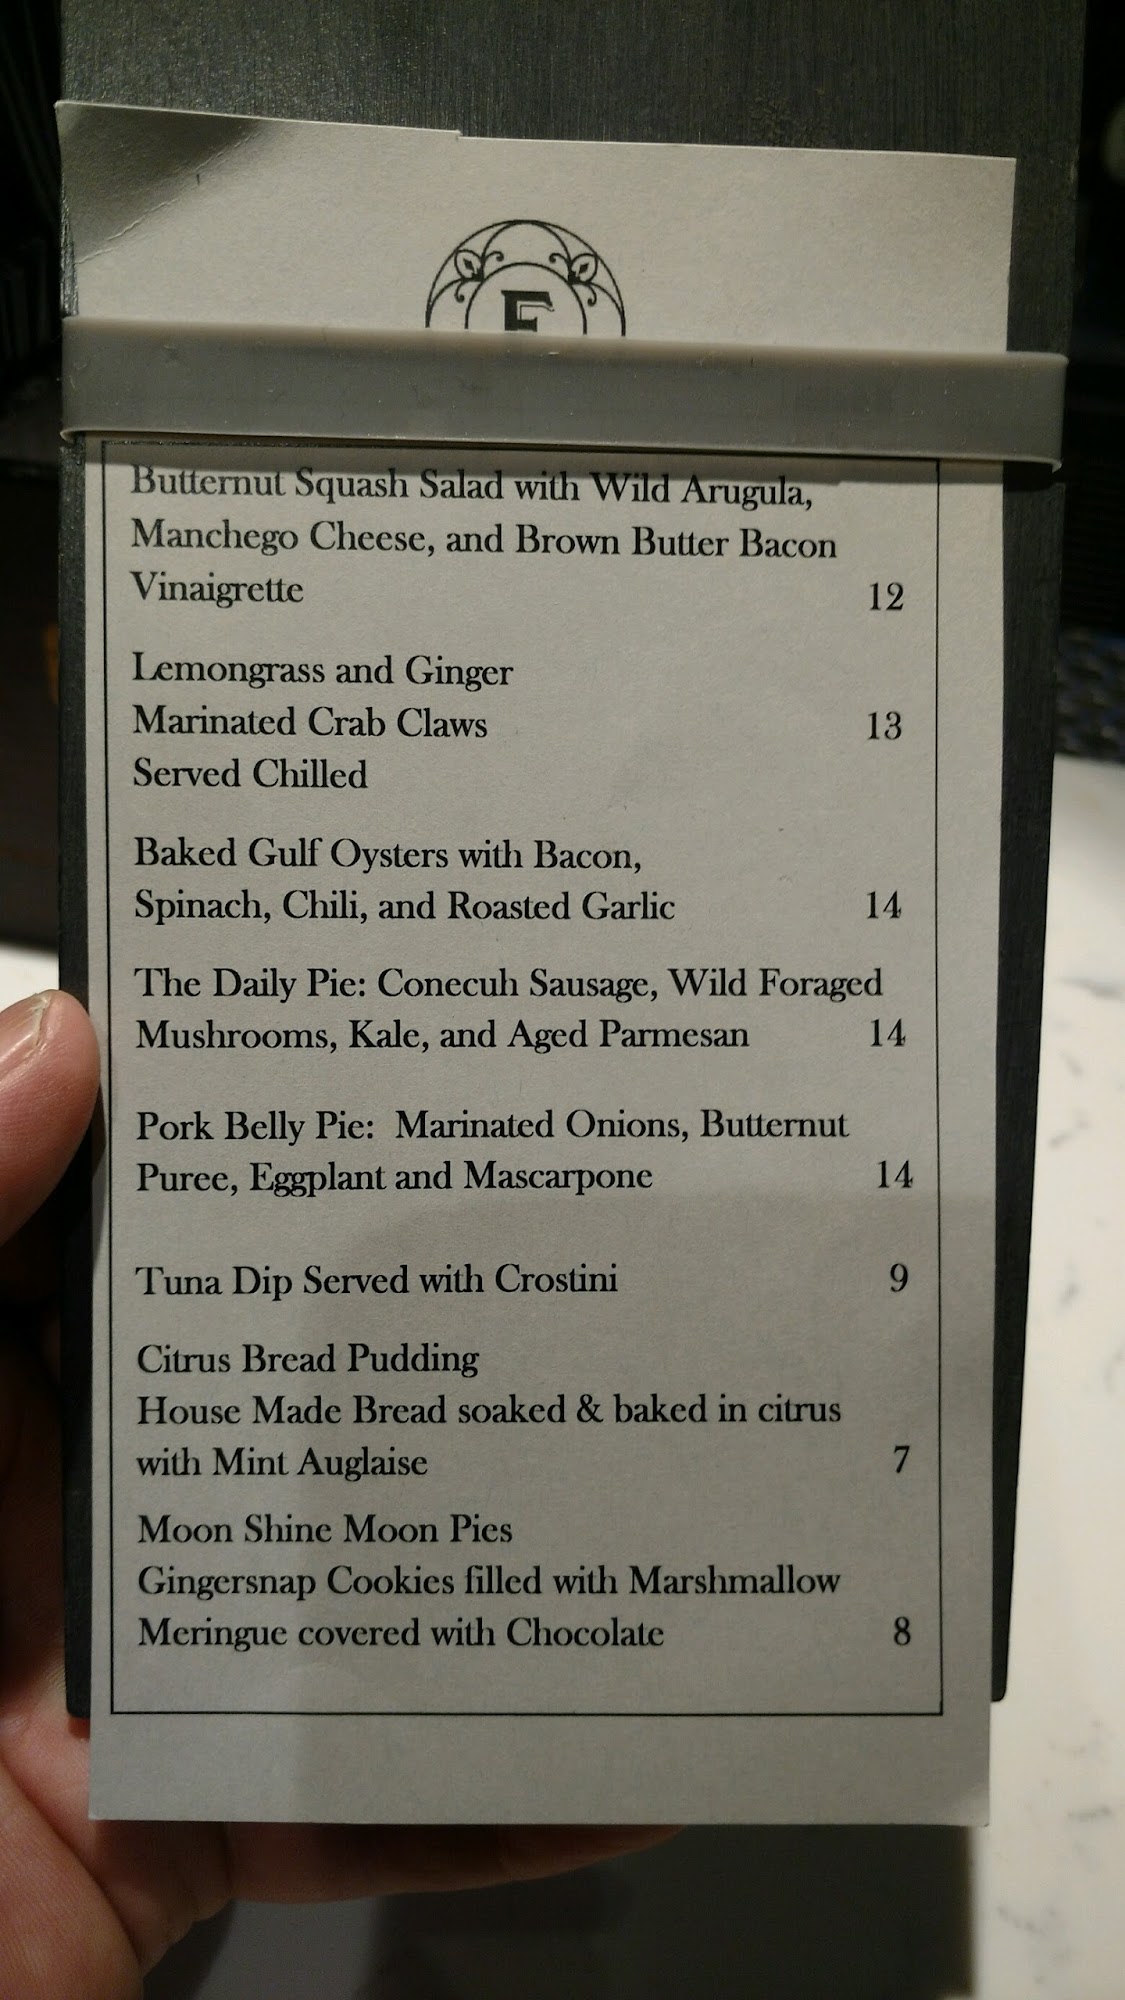 E
Butternut Squash Salad with Wild Arugula,
Manchego Cheese, and Brown Butter Bacon
Vinaigrette 12
Lemongrass and Ginger
Marinated Crab Claws 13
Served Chilled
Baked Gulf Oysters with Bacon,
Spinach, Chili, and Roasted Garlic 14
The Daily Pie: Conecuh Sausage, Wild Foraged
Mushrooms, Kale, and Aged Parmesan 14
Pork Belly Pie: Marinated Onions, Butternut
Puree, Eggplant and Mascarpone 14
Tuna Dip Served with Crostini 9
Citrus Bread Pudding
House Made Bread soaked & baked in citrus
with Mint Auglaise 7
Moon Shine Moon Pies
Gingersnap Cookies filled with Marshmallow
Meringue covered with Chocolate 8